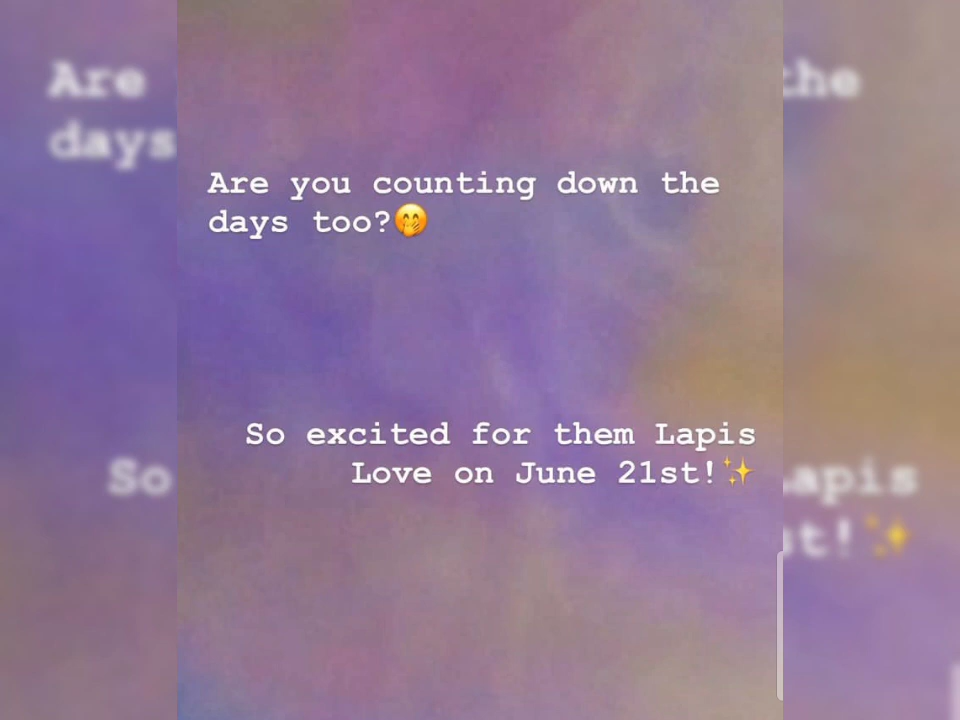 Are you counting down the
days too?🤭
So excited for them Lapis
Love on June 21st!✨